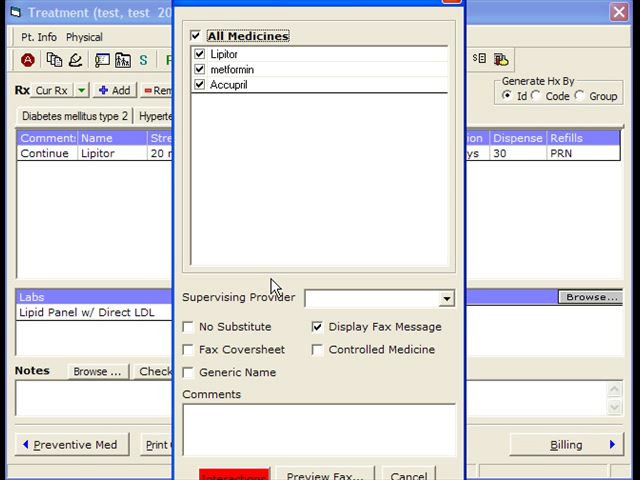 Treatment (test, test 20
Pt. Info Physical
A
S
Rx Cur Rx Add Rem
Generate Hx By
Id Code Group
Diabetes mellitus type 2 Hyperte
Comment: Name Stre
Continue Lipitor 20 m
ion Dispense Refills
ys 30 PRN
All Medicines
Lipitor
metformin
Accupril
Supervising Provider
No Substitute Display Fax Message
Fax Coversheet Controlled Medicine
Generic Name
Comments
Interactions Preview Fax... Cancel
Labs Browse...
Lipid Panel w/ Direct LDL
Notes Browse ... Check
Preventive Med Print Billing